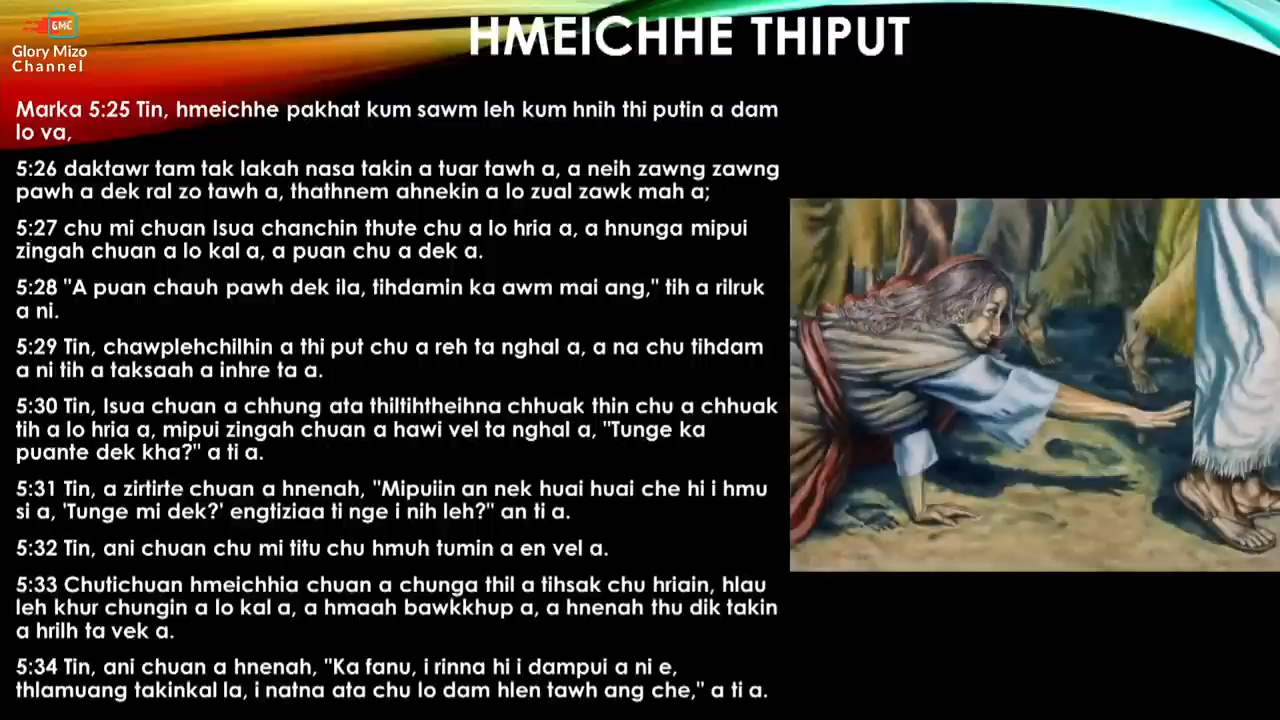 HMEICHHE THIPUT
GMC
Glory Mizo
Channel
Marka 5:25 Tin, hmeichhe pakhat kum sawm leh kum hnih thi putin a dam
lo va,
5:26 daktawr tam tak lakah nasa takin a tuar tawh a, a neih zawng zawng
pawh a dek ral zo tawh a, thathnem ahnekin a lo zual zawk mah a;
5:27 chu mi chuan Isua chanchin thute chu a lo hria a, a hnunga mipui
zingah chuan a lo kal a, a puan chu a dek a.
5:28 "A puan chauh pawh dek ila, tihdamin ka awm mai ang," tih a rilruk
a ni.
5:29 Tin, chawplehchilhin a thi put chu a reh ta nghal a, a na chu tihdam
a ni tih a taksaah a inhre ta a.
5:30 Tin, Isua chuan a chhung ata thiltihtheihna chhuak thin chu a chhuak
tih a lo hria a, mipui zingah chuan a hawi vel ta nghal a, "Tunge ka
puante dek kha?" a ti a.
5:31 Tin, a zirtirte chuan a hnenah, "Mipuiin an nek huai huai che hi i hmu
si a, 'Tunge mi dek?' engtiziaa ti nge i nih leh?" an ti a.
5:32 Tin, ani chuan chu mi titu chu hmuh tumin a en vel a.
5:33 Chutichuan hmeichhia chuan a chunga thil a tihsak chu hriain, hlau
leh khur chungin a lo kal a, a hmaah bawkkhup a, a hnenah thu dik takin
a hrilh ta vek a.
5:34 Tin, ani chuan a hnenah, "Ka fanu, i rinna hi i dampui a ni e,
thlamuang takinkal la, i natna ata chu lo dam hlen tawh ang che," a ti a.